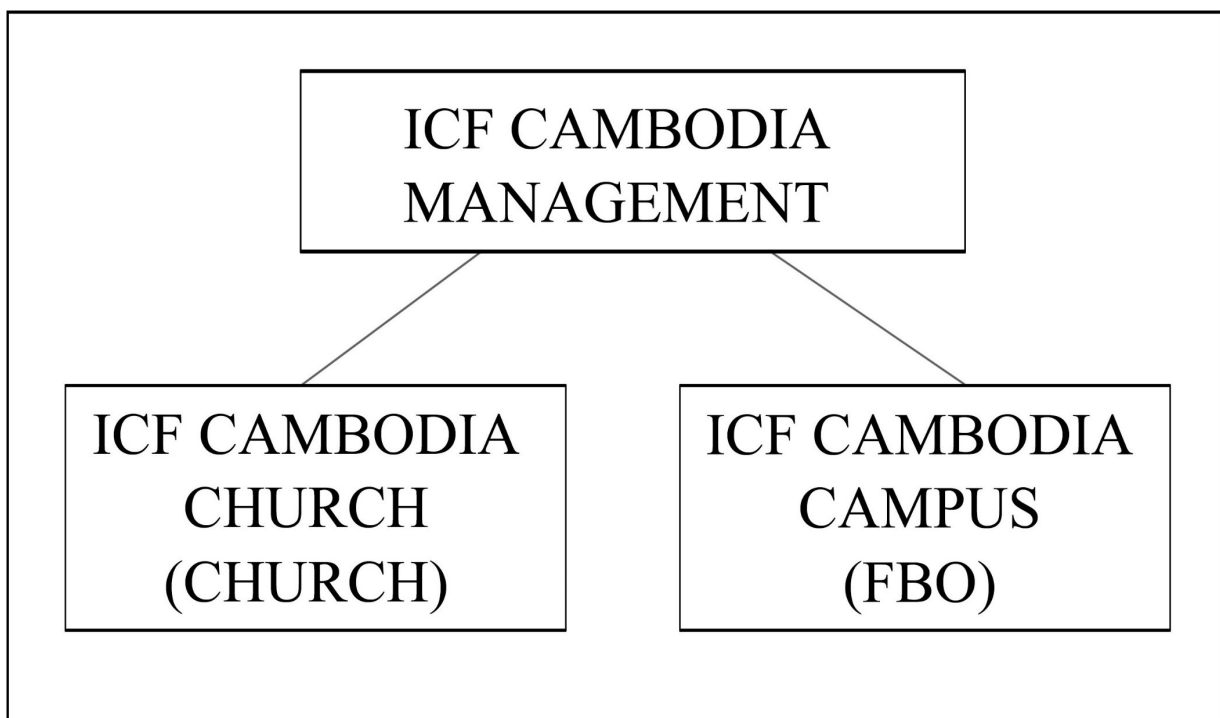 ICF CAMBODIA
MANAGEMENT
ICF CAMBODIA
CHURCH
(CHURCH)
ICF CAMBODIA
CAMPUS
(FBO)